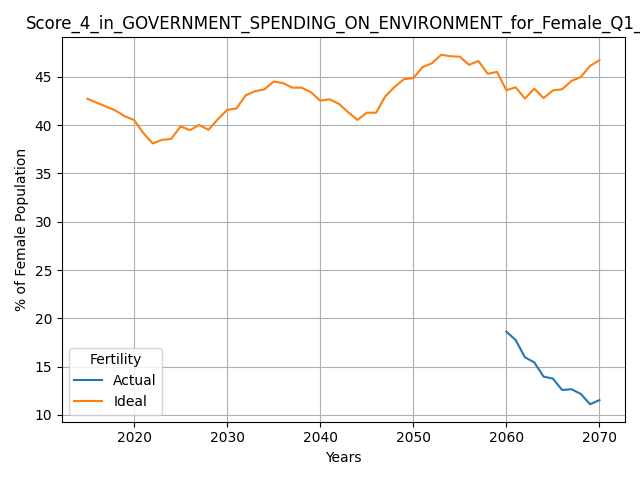 Score_4_in_GOVERNMENT_SPENDING_ON_ENVIRONMENT_for_Female_Q1_
% of Female Population
45
40
35
30
25
20
15
10
Fertility
Actual
Ideal
2020 2030 2040 2050 2060 2070
Years